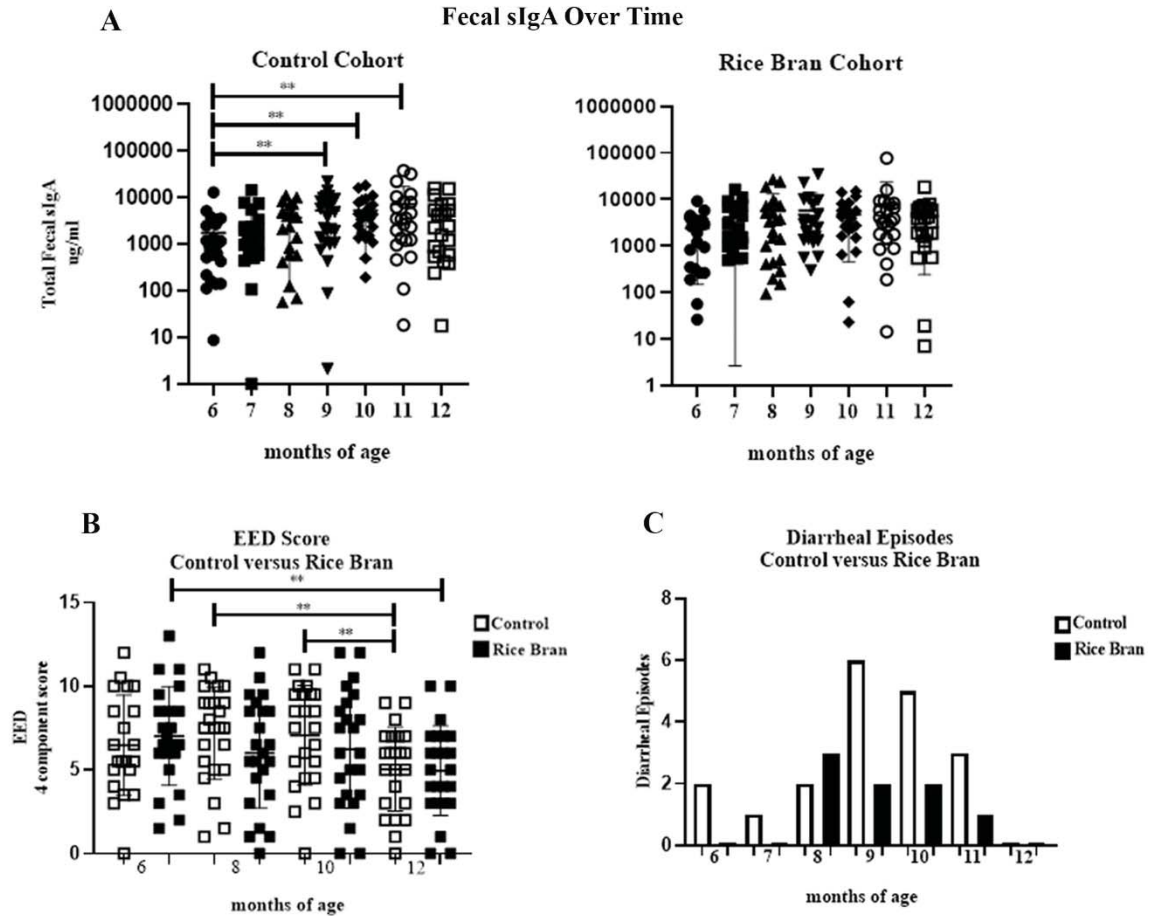 Fecal sIgA Over Time
A
Control Cohort
**
**
**
1000000
100000
10000
1000
100
10
1
Total Fecal sIgA
ug/ml
6 7 8 9 10 11 12
months of age
Rice Bran Cohort
1000000
100000
10000
1000
100
10
1
6 7 8 9 10 11 12
months of age
B
EED Score
Control versus Rice Bran
**
**
**
15
10
5
0
EED
4 component score
Control
Rice Bran
6 8 10 12
months of age
C
Diarrheal Episodes
Control versus Rice Bran
8
6
4
2
0
Diarrheal Episodes
Control
Rice Bran
6 7 8 9 10 11 12
months of age